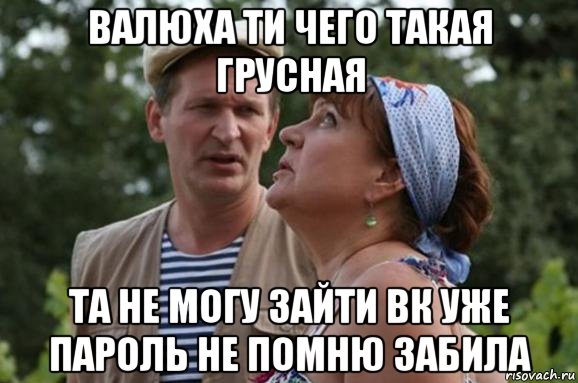 ВАЛЮХА ТИ ЧЕГО ТАКАЯ
ГРУСНАЯ
ТА НЕ МОГУ ЗАЙТИ ВК УЖЕ
ПАРОЛЬ НЕ ПОМНЮ ЗАБИЛА
risovach.ru